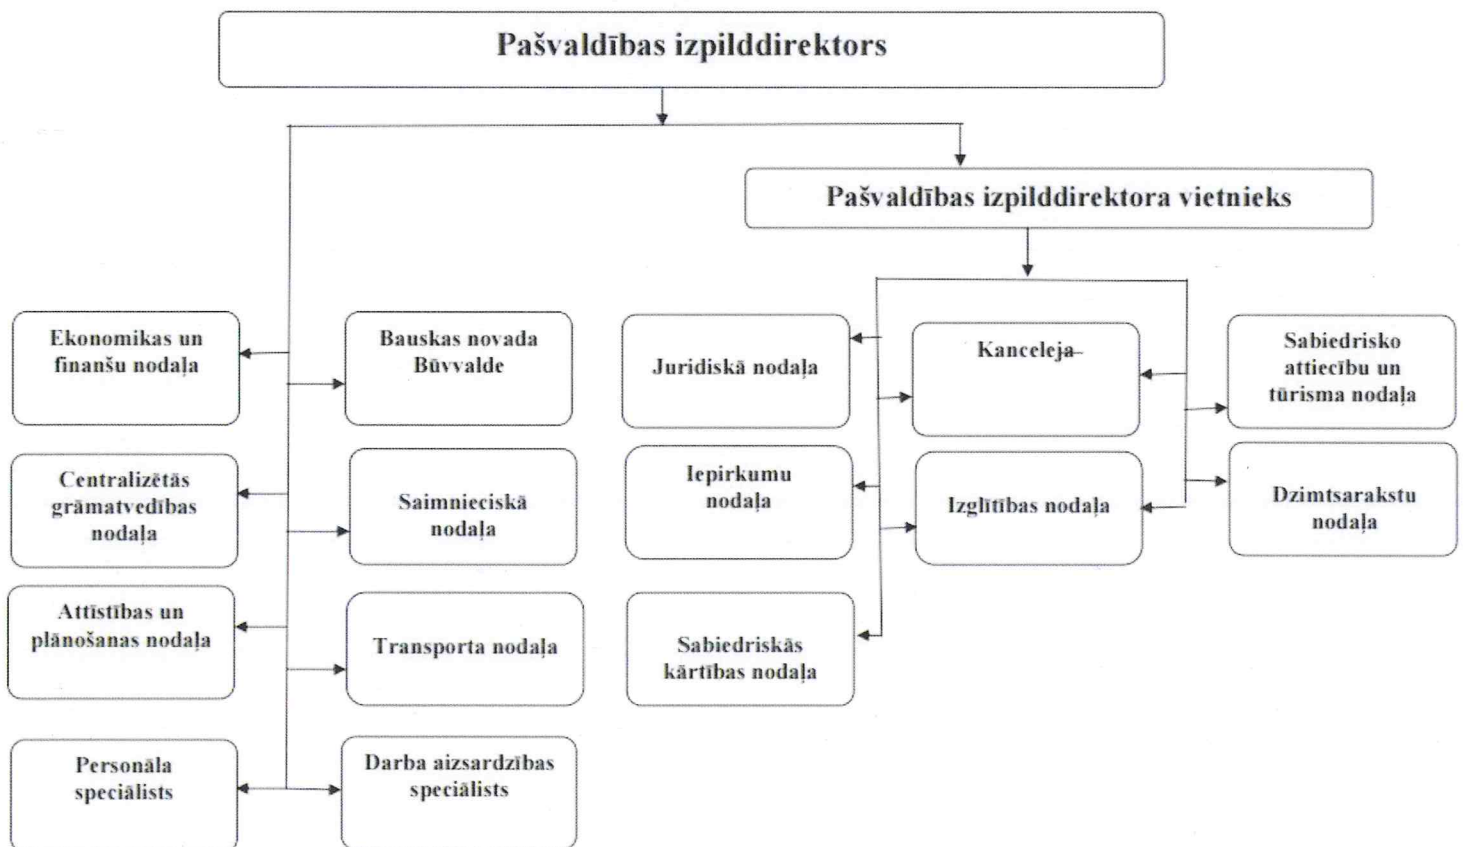 Pašvaldības izpilddirektors
Pašvaldības izpilddirektora vietnieks
Ekonomikas un
finanšu nodaļa
Bauskas novada
Būvvalde
Juridiskā nodaļa
Kanceleja
Sabiedrisko
attiecību un
tūrisma nodaļa
Centralizētās
grāmatvedības
nodaļa
Saimnieciskā
nodaļa
Iepirkumu
nodaļa
Izglītības nodaļa
Dzimtsarakstu
nodaļa
Attīstības un
plānošanas nodaļa
Transporta nodaļa
Sabiedriskās
kārtības nodaļa
Personāla
speciālists
Darba aizsardzības
speciālists